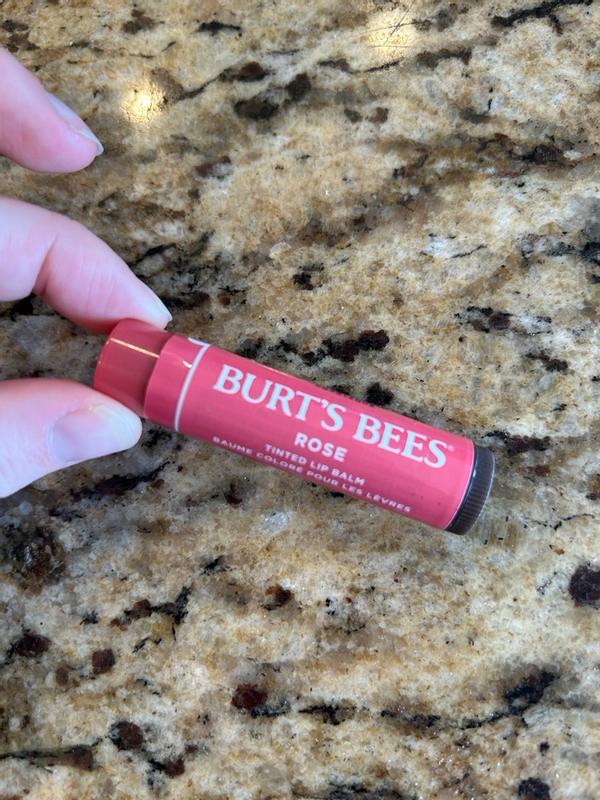 BURT'S BEES®
ROSE
TINTED LIP BALM
BAUME COLORÉ POUR LES LÈVRES